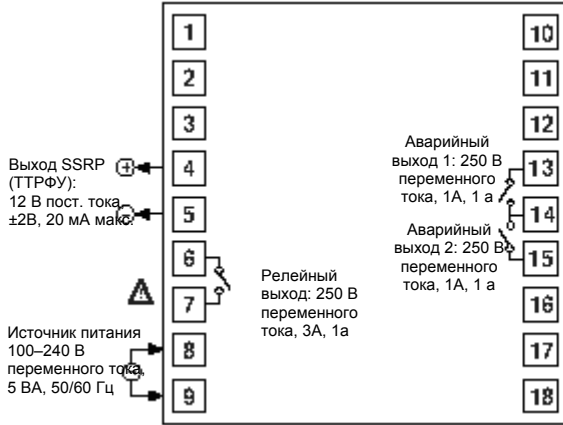 1
2
3
4
5
6
7
8
9
10
11
12
13
14
15
16
17
18
Выход SSRP
(ТТРФУ):
12 В пост. тока,
±2В, 20 мА макс.
Источник питания
100–240 В
переменного тока,
5 ВА, 50/60 Гц
Релейный
выход: 250 В
переменного
тока, 3А, 1а
Аварийный
выход 1: 250 В
переменного
тока, 1А, 1 а
Аварийный
выход 2: 250 В
переменного
тока, 1А, 1 а